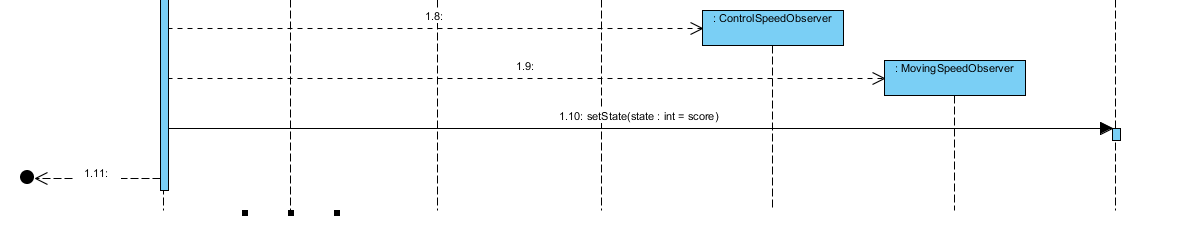 1.8:
: ControlSpeedObserver
1.9:
: MovingSpeedObserver
1.10: setState(state : int = score)
1.11: